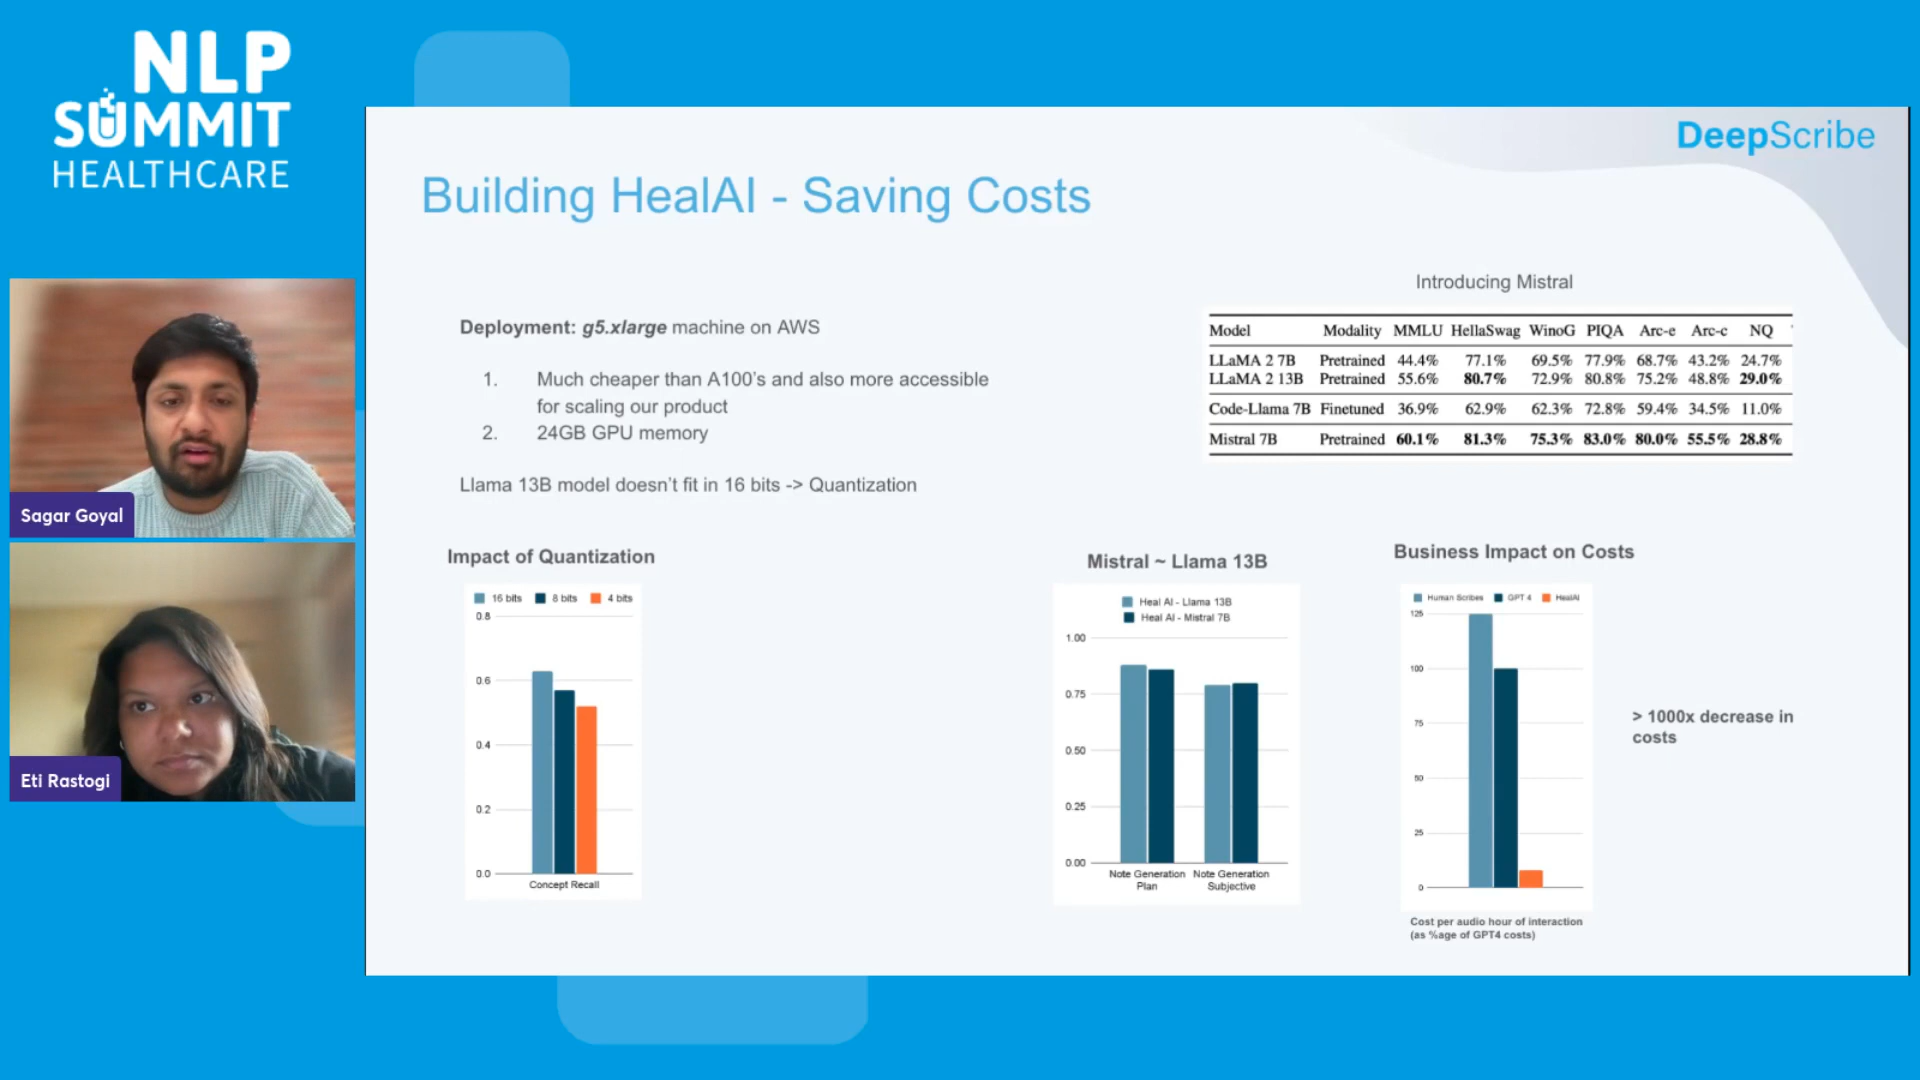 NLP
SUMMIT
HEALTHCARE
Sagar Goyal
Eti Rastogi
DeepScribe
Building HealAI - Saving Costs
Deployment: g5.xlarge machine on AWS
1. Much cheaper than A100's and also more accessible
for scaling our product
2. 24GB GPU memory
Llama 13B model doesn't fit in 16 bits -> Quantization
Introducing Mistral
Model Modality MMLU HellaSwag WinoG PIQA Arc-e Arc-c NQ
LLaMA 2 7B Pretrained 44.4% 77.1% 69.5% 77.9% 68.7% 43.2% 24.7%
LLaMA 2 13B Pretrained 55.6% 80.7% 72.9% 80.8% 75.2% 48.8% 29.0%
Code-Llama 7B Finetuned 36.9% 62.9% 62.3% 72.8% 59.4% 34.5% 11.0%
Mistral 7B Pretrained 60.1% 81.3% 75.3% 83.0% 80.0% 55.5% 28.8%
Impact of Quantization
16 bits 8 bits 4 bits
0.8
0.6
0.4
0.2
0.0
Concept Recall
Mistral ~ Llama 13B
Heal AI - Llama 13B
Heal AI - Mistral 7B
1.00
0.75
0.50
0.25
0.00
Note Generation Plan
Note Generation Subjective
Business Impact on Costs
Human Scribes GPT 4 HealAI
125
100
75
50
25
0
Cost per audio hour of interaction
(as %age of GPT4 costs)
> 1000x decrease in
costs